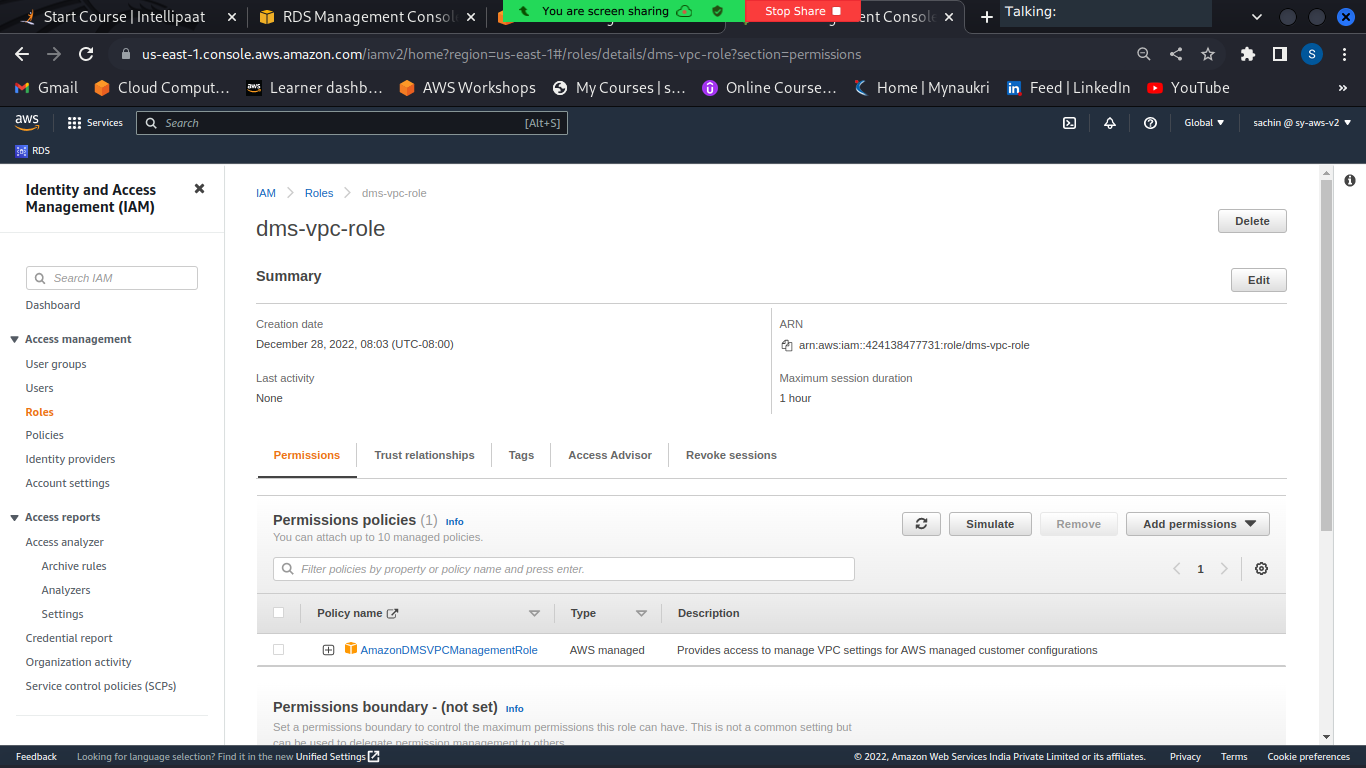 Start Course | Intellipaat
RDS Management Consol
You are screen sharing
Stop Share
nagement Console
Talking:
us-east-1.console.aws.amazon.com/iamv2/home?region=us-east-1#/roles/details/dms-vpc-role?section=permissions
S
Gmail
Cloud Comput…
Learner dashb…
AWS Workshops
My Courses | s…
Online Course…
Home | Mynaukri
Feed | LinkedIn
YouTube
»
aws
Services
Search
[Alt+S]
Global
sachin @ sy-aws-v2
RDS
Identity and Access
Management (IAM)
Search IAM
Dashboard
Access management
User groups
Users
Roles
Policies
Identity providers
Account settings
Access reports
Access analyzer
Archive rules
Analyzers
Settings
Credential report
Organization activity
Service control policies (SCPs)
IAM
Roles
dms-vpc-role
dms-vpc-role
Delete
Summary
Edit
Creation date
December 28, 2022, 08:03 (UTC-08:00)
ARN
arn:aws:iam::424138477731:role/dms-vpc-role
Last activity
None
Maximum session duration
1 hour
Permissions
Trust relationships
Tags
Access Advisor
Revoke sessions
Permissions policies (1) Info
You can attach up to 10 managed policies.
Simulate
Remove
Add permissions
Filter policies by property or policy name and press enter.
1
Policy name
Type
Description
AmazonDMSVPCManagementRole
AWS managed
Provides access to manage VPC settings for AWS managed customer configurations
Permissions boundary - (not set) Info
Set a permissions boundary to control the maximum permissions this role can have. This is not a common setting but
can be used to delegate permission management to others.
Feedback
Looking for language selection? Find it in the new Unified Settings
© 2022, Amazon Web Services India Private Limited or its affiliates.
Privacy
Terms
Cookie preferences